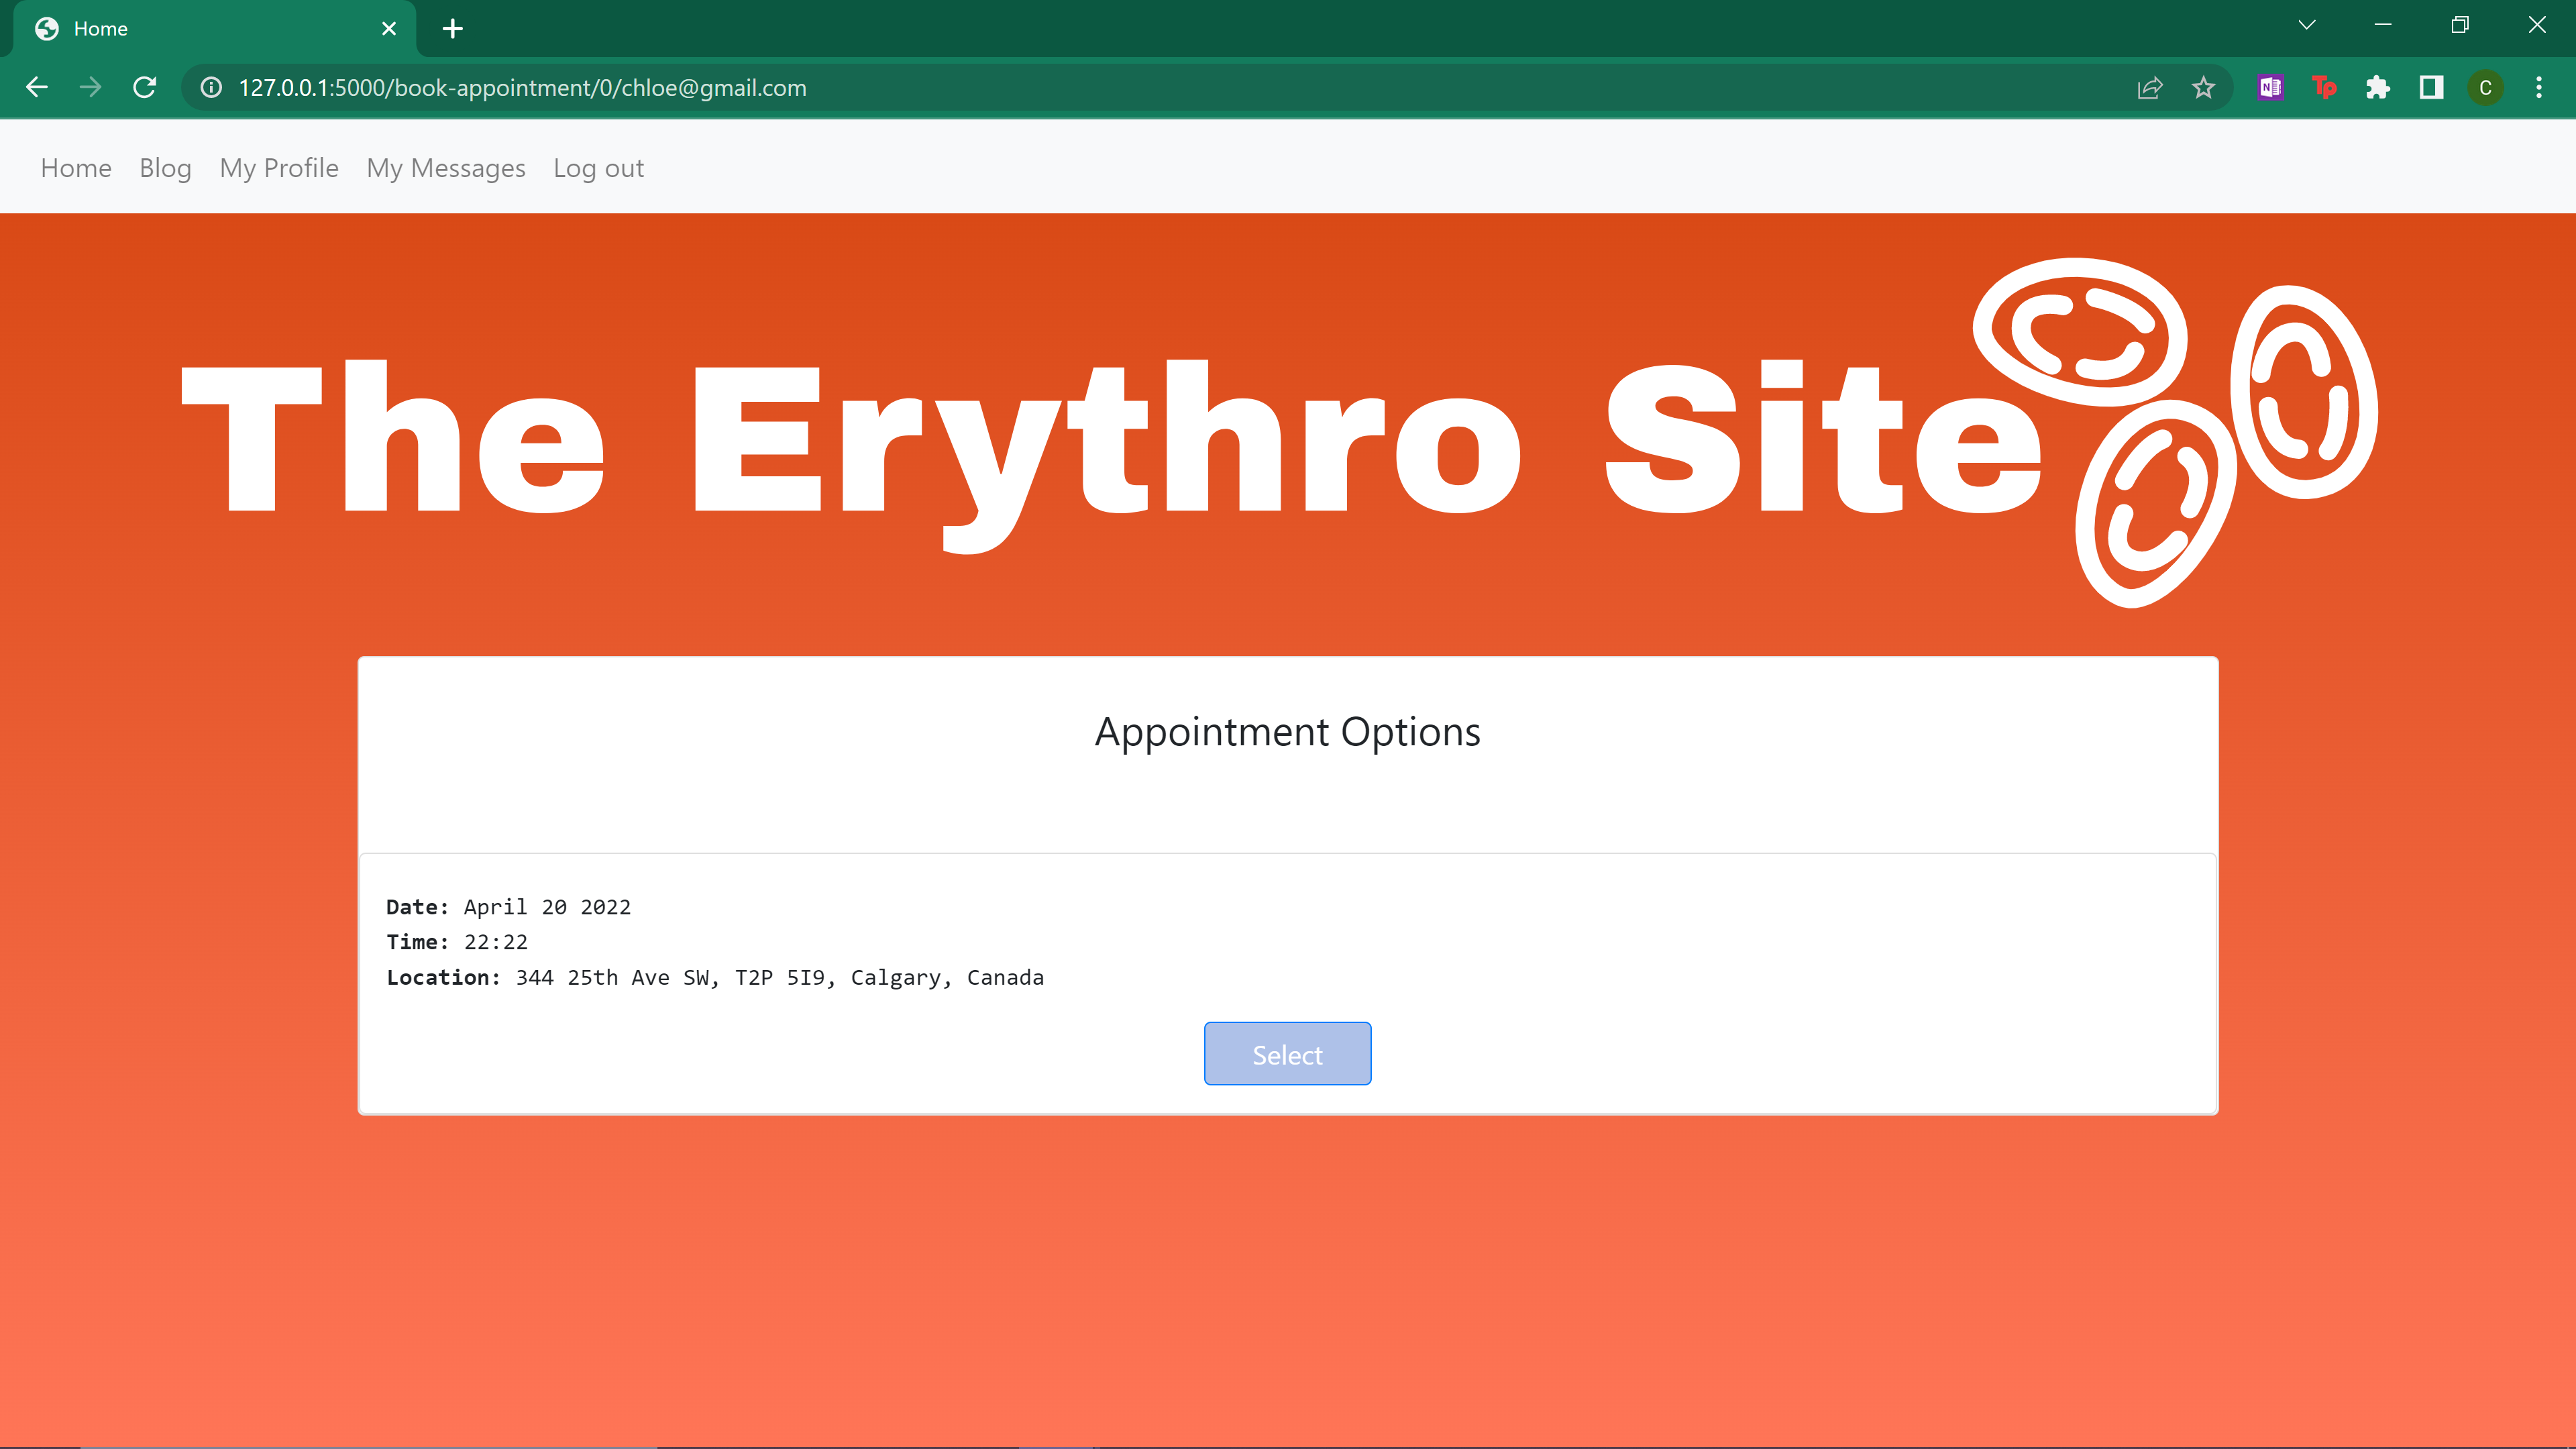 Home
127.0.0.1:5000/book-appointment/0/chloe@gmail.com
N
Tp
C
Home Blog My Profile My Messages Log out
The Erythro Site
Appointment Options
Date: April 20 2022
Time: 22:22
Location: 344 25th Ave SW, T2P 5I9, Calgary, Canada
Select